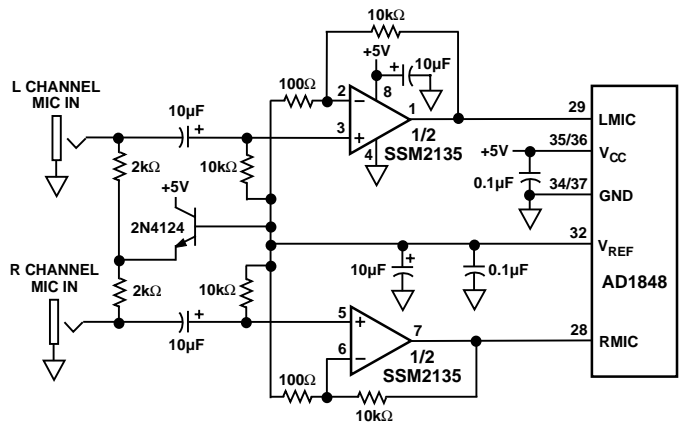 10kΩ
+5V
10µF
+
L CHANNEL
MIC IN
100Ω
2
−
8
1
10µF
+
3
+
1/2
SSM2135
4
29
LMIC
35/36
+5V
VCC
0.1µF
34/37
GND
2kΩ
10kΩ
+5V
2N4124
32
VREF
10µF
+
0.1µF
AD1848
R CHANNEL
MIC IN
2kΩ
10kΩ
10µF
+
5
+
6
−
7
1/2
SSM2135
28
RMIC
100Ω
10kΩ